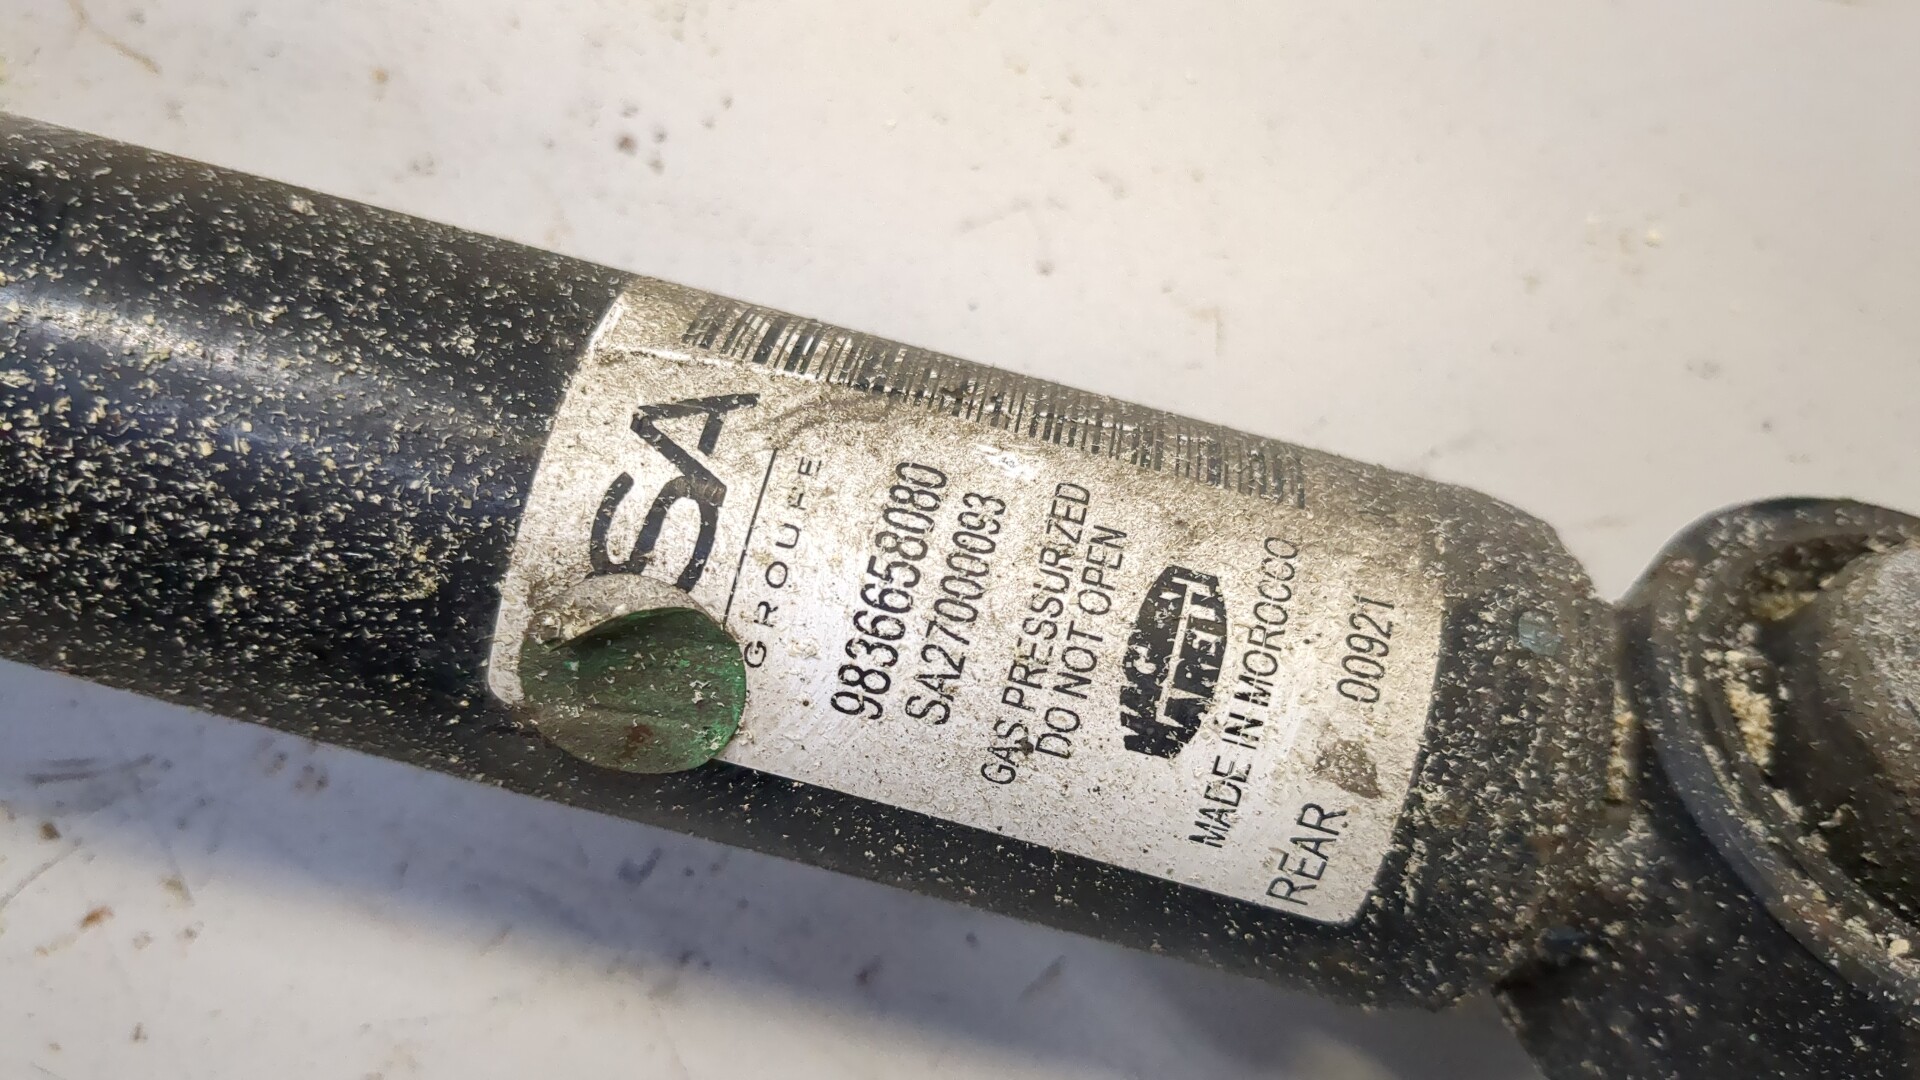 SA
GROUPE
9836658080
SA27000093
GAS PRESSURIZED
DO NOT OPEN
MADE IN MOROCCO
REAR 00921